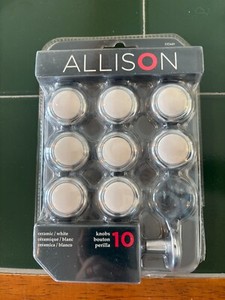 ALLISON
ceramic / white
céramique / blanc
cerámica / blanco
knobs
bouton
perilla
10